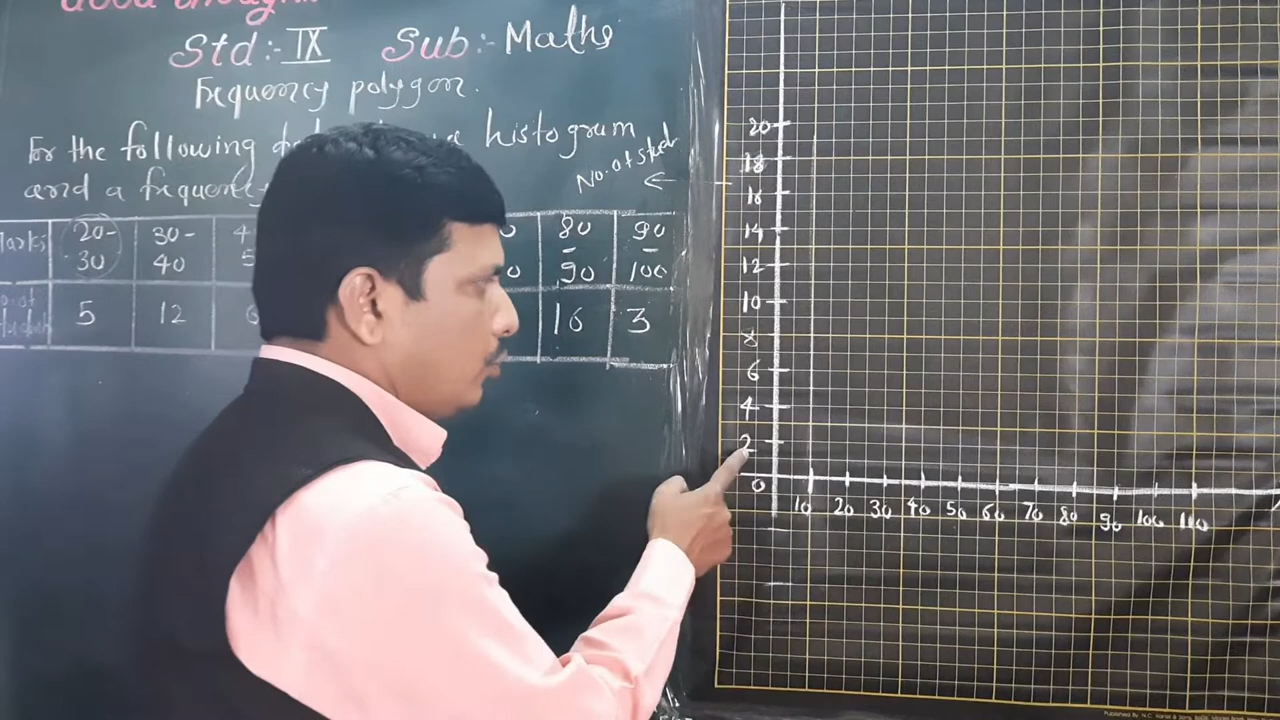 Good
Std:- IX Sub:- Maths
Frequency polygon.
For the following histogram
and a frequency
No. of Stud.
Marks 20-30 30-40 80-90 90-100
5 12 16 3
20
18
16
14
12
10
8
6
4
2
0
10 20 30 40 50 60 70 80 90 100 110